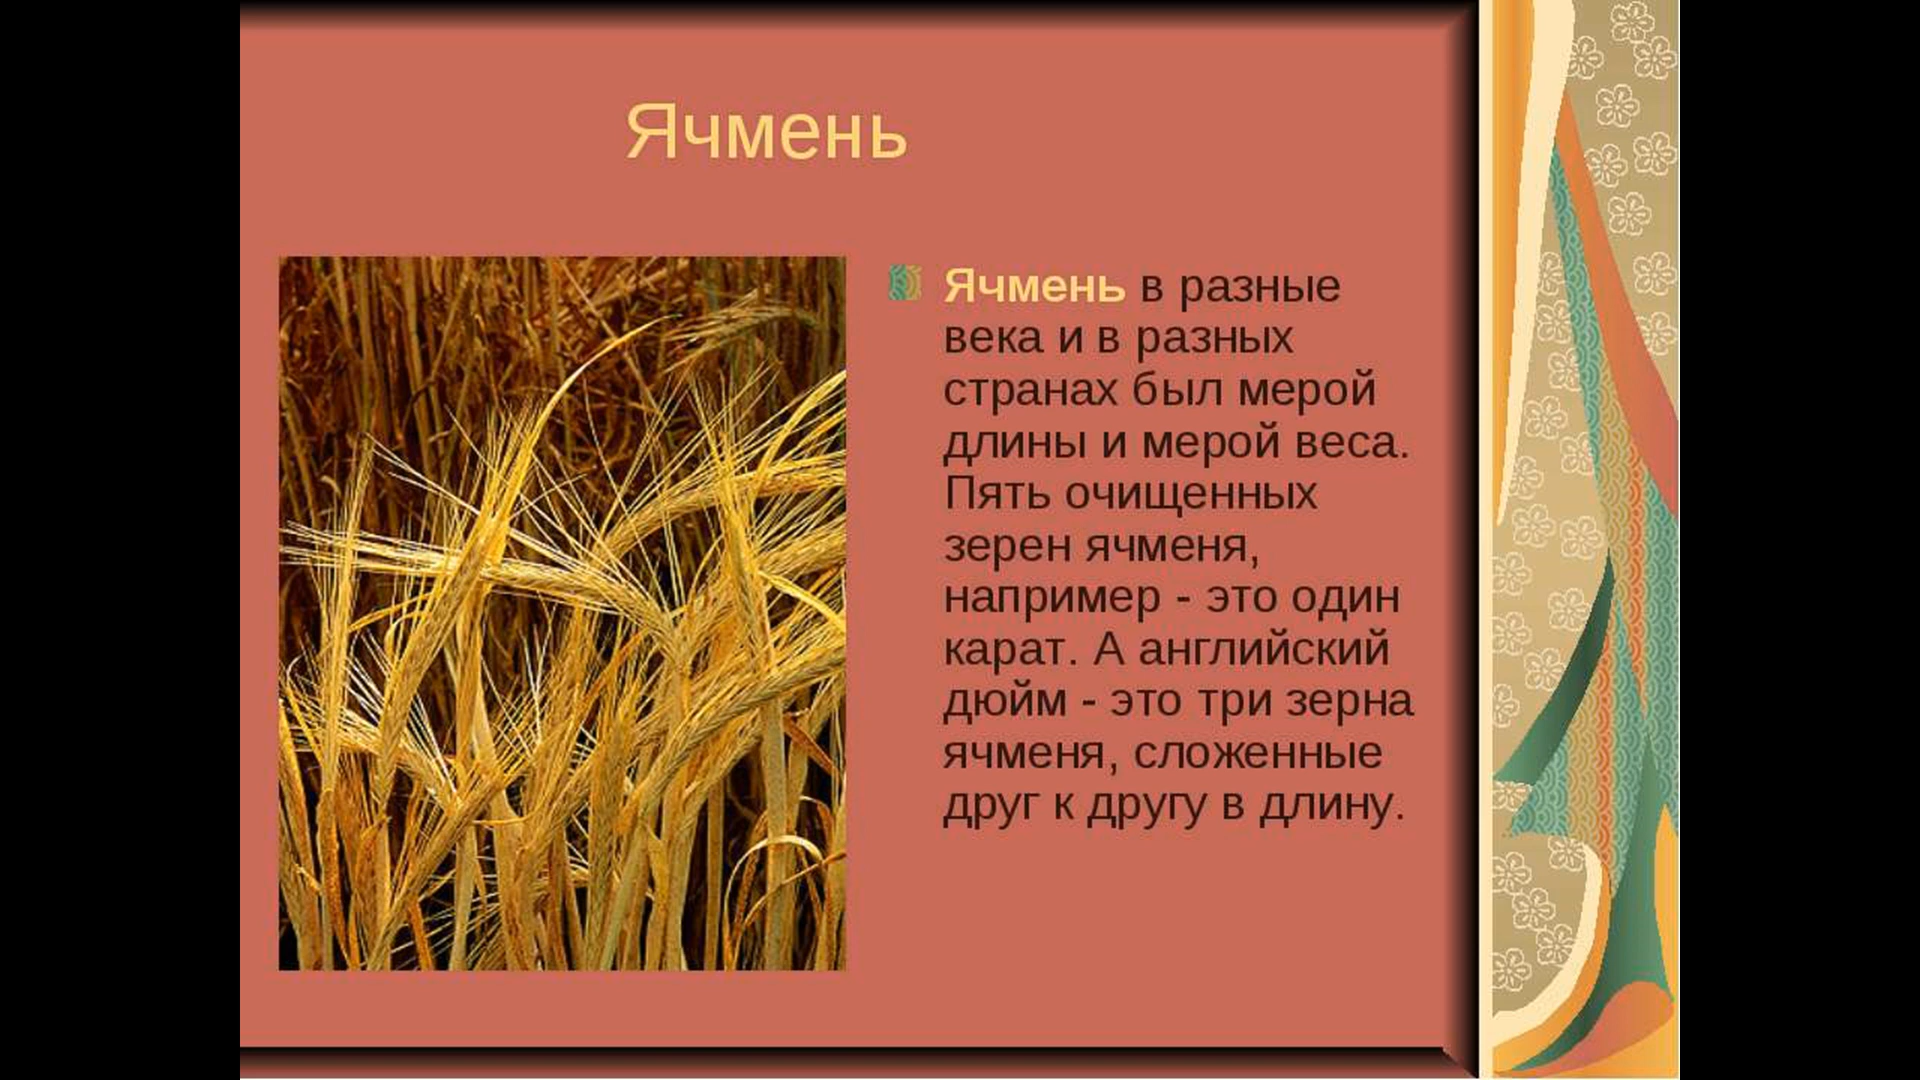 Ячмень
Ячмень в разные
века и в разных
странах был мерой
длины и мерой веса.
Пять очищенных
зерен ячменя,
например - это один
карат. А английский
дюйм - это три зерна
ячменя, сложенные
друг к другу в длину.